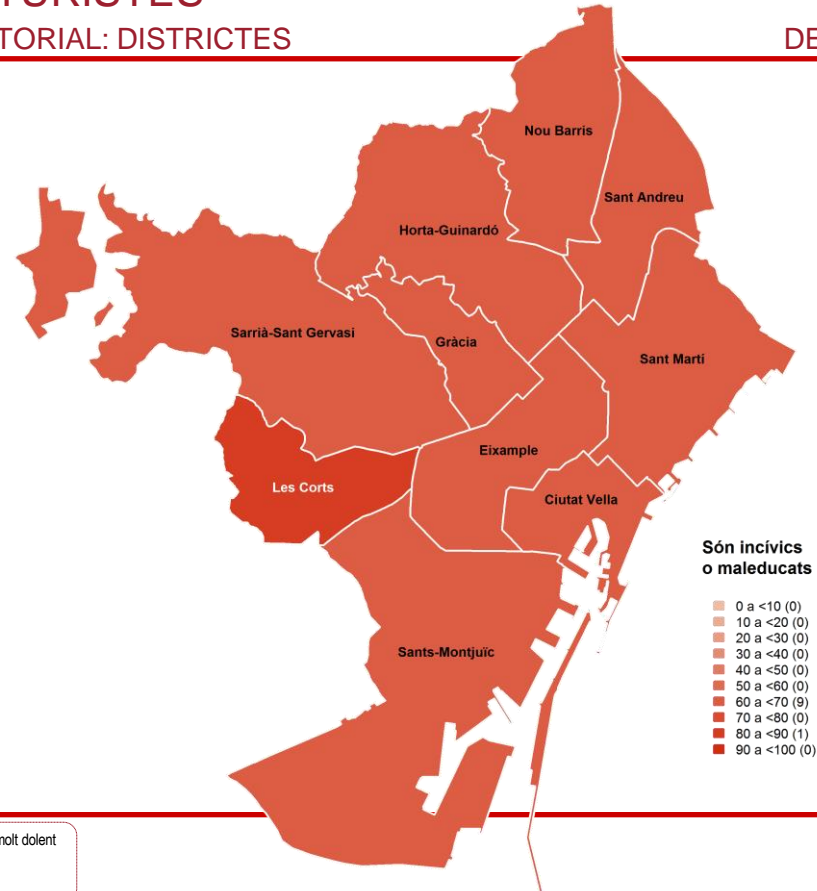 TURISTES
TORIAL: DISTRICTES
DE
Nou Barris
Sant Andreu
Horta-Guinardó
Sarrià-Sant Gervasi
Gràcia
Sant Martí
Eixample
Les Corts
Ciutat Vella
Sants-Montjuïc
Són incívics
o maleducats
0 a <10 (0)
10 a <20 (0)
20 a <30 (0)
30 a <40 (0)
40 a <50 (0)
50 a <60 (0)
60 a <70 (9)
70 a <80 (0)
80 a <90 (1)
90 a <100 (0)
molt dolent